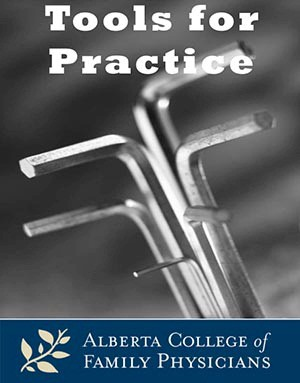 Tools for
Practice
ALBERTA COLLEGE of
FAMILY PHYSICIANS